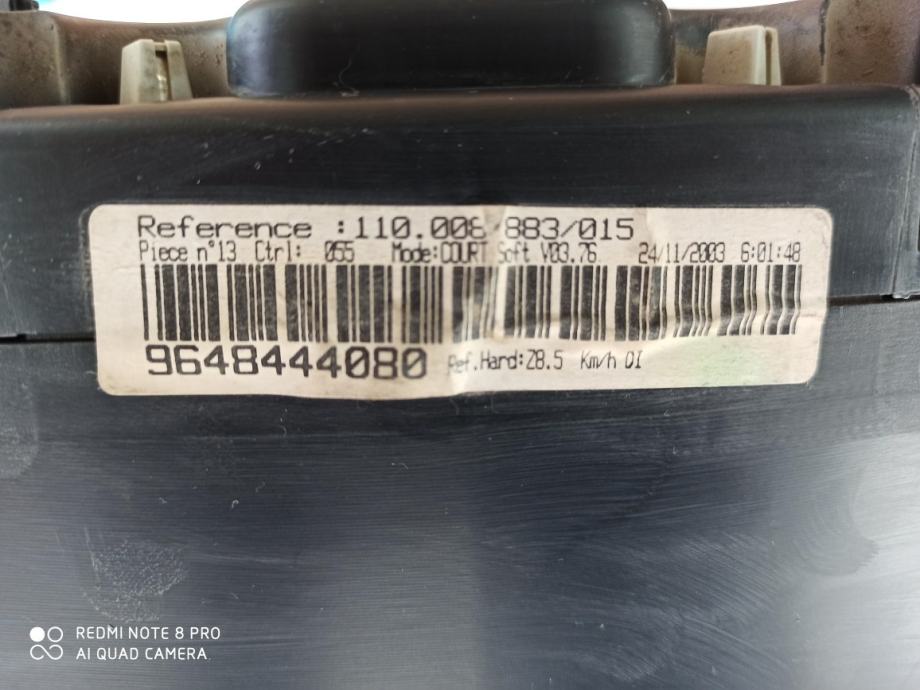 Reference :110.008 883/015
Piece n°13 Ctrl: 055 Mode:COURT Soft V03.76 24/11/2003 6:01:48
9648444080 Ref.Hard:Z8.5 Km/h DI
REDMI NOTE 8 PRO
AI QUAD CAMERA